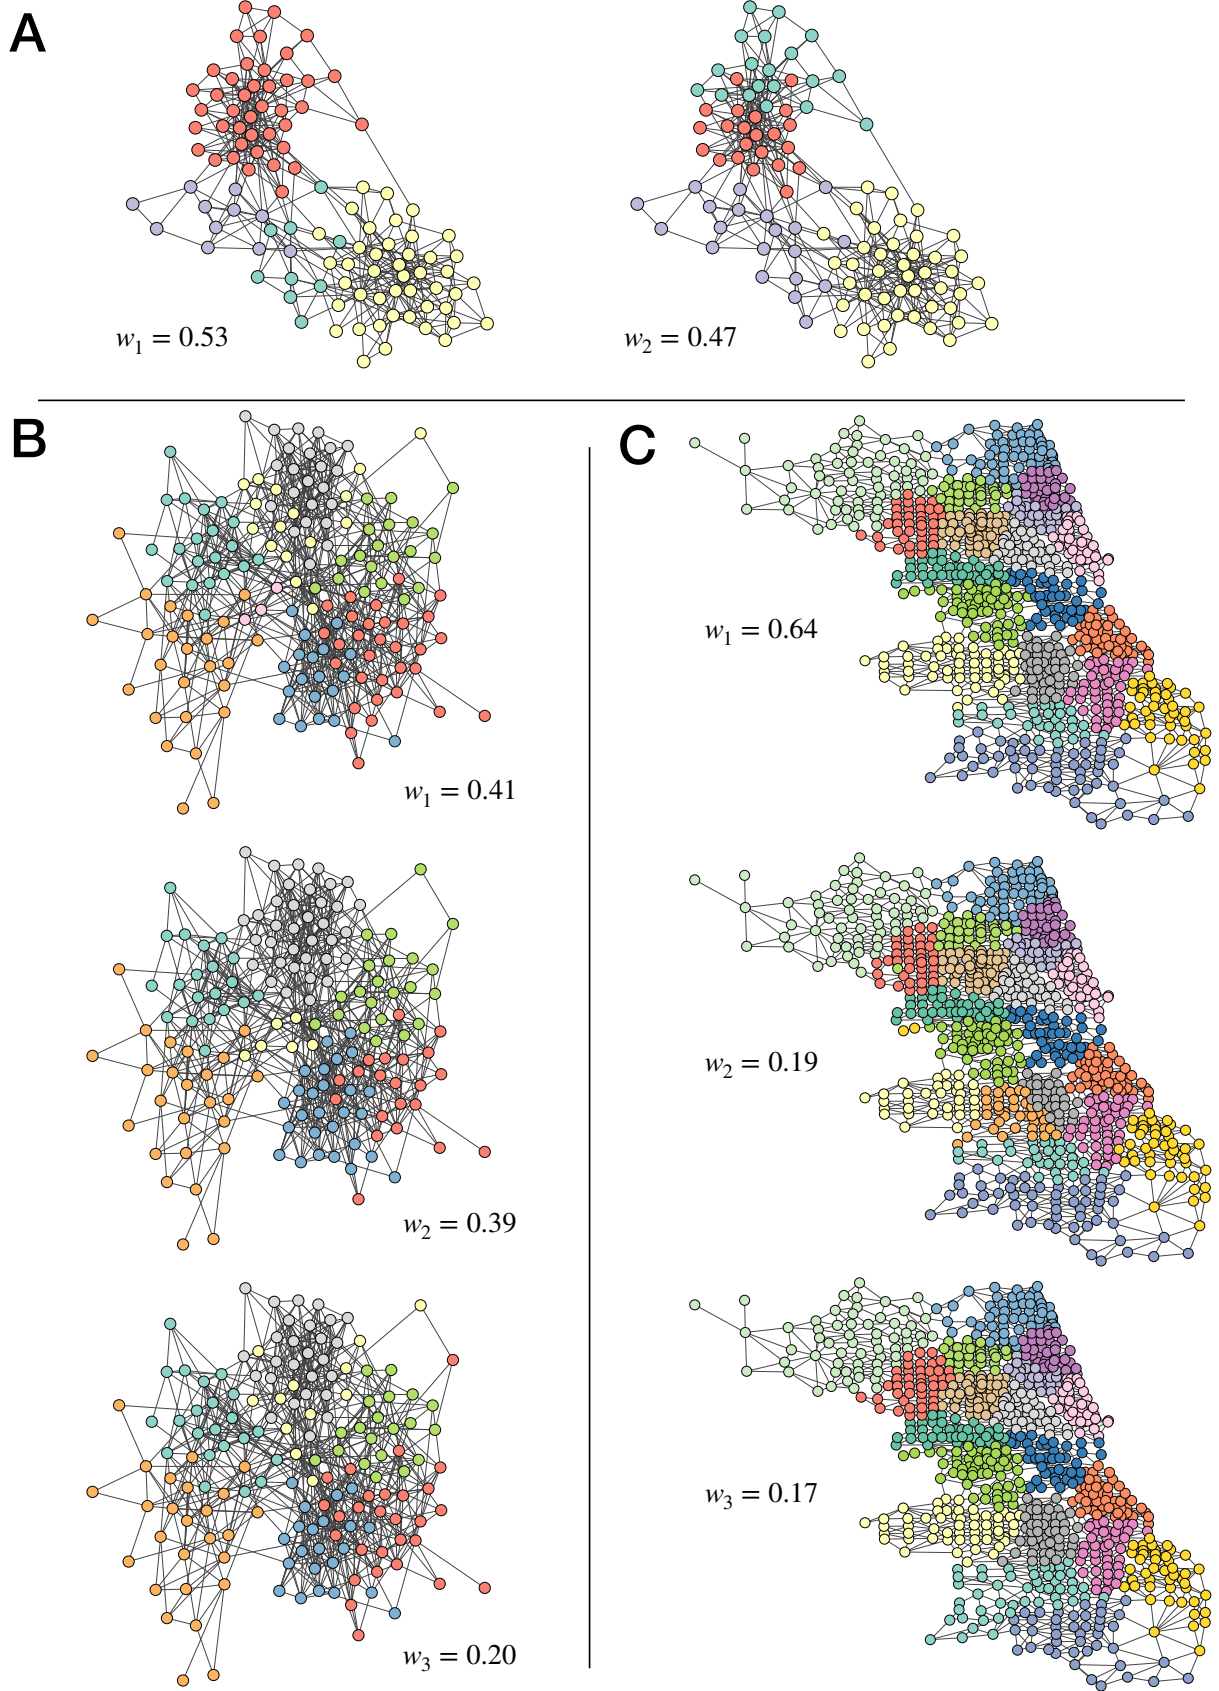 A
w1 = 0.53
w2 = 0.47
B
w1 = 0.41
w2 = 0.39
w3 = 0.20
C
w1 = 0.64
w2 = 0.19
w3 = 0.17